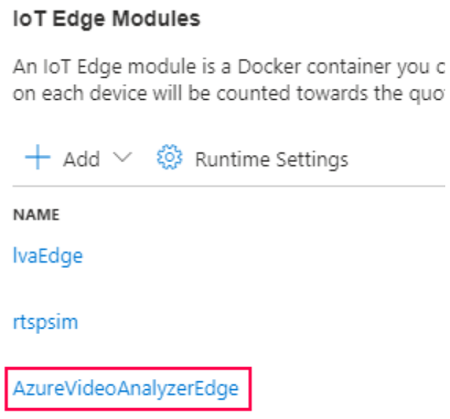 IoT Edge Modules
An IoT Edge module is a Docker container you c
on each device will be counted towards the quo
Add
Runtime Settings
NAME
lvaEdge
rtspsim
AzureVideoAnalyzerEdge